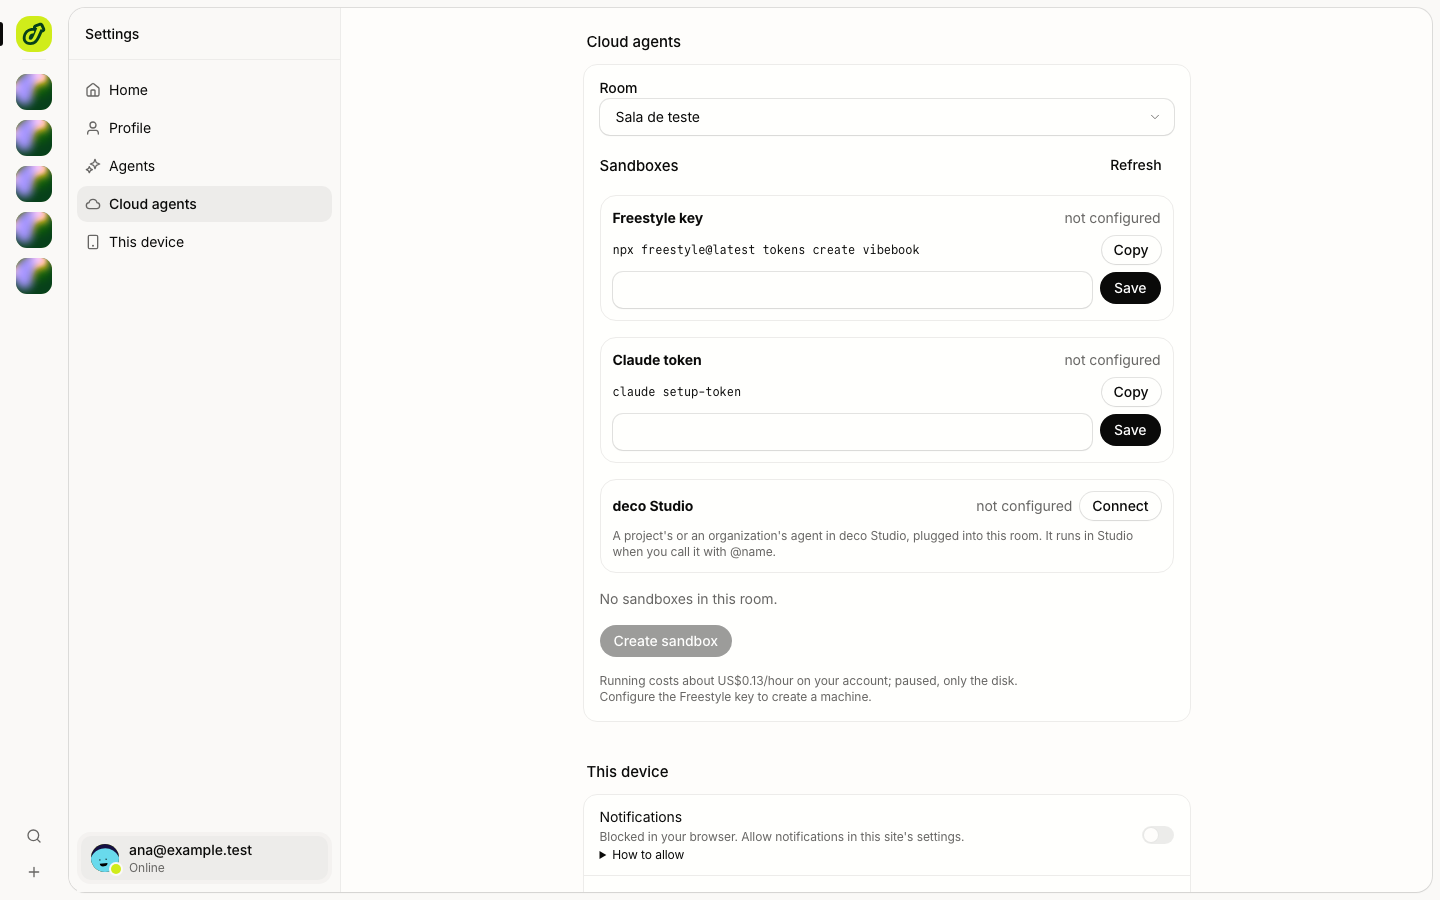 Settings
Home
Profile
Agents
Cloud agents
This device
ana@example.test
Online
Cloud agents
Room
Sala de teste
Sandboxes
Refresh
Freestyle key
not configured
npx freestyle@latest tokens create vibebook
Copy
Save
Claude token
not configured
claude setup-token
Copy
Save
deco Studio
not configured
Connect
A project's or an organization's agent in deco Studio, plugged into this room. It runs in Studio
when you call it with @name.
No sandboxes in this room.
Create sandbox
Running costs about US$0.13/hour on your account; paused, only the disk.
Configure the Freestyle key to create a machine.
This device
Notifications
Blocked in your browser. Allow notifications in this site's settings.
How to allow